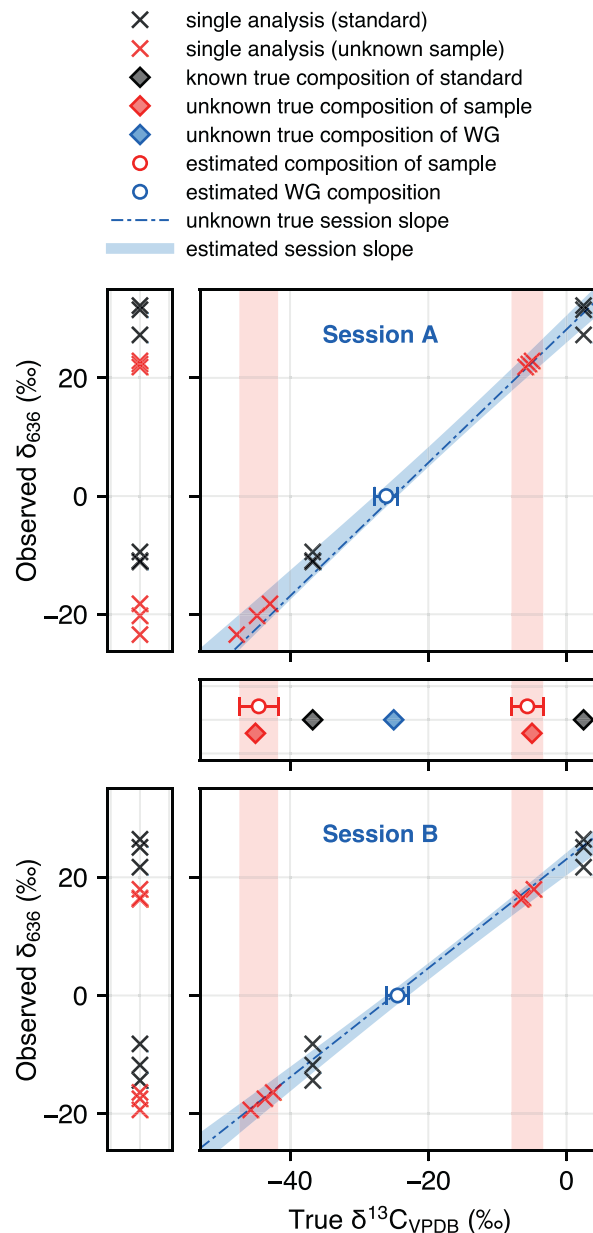 single analysis (standard)
single analysis (unknown sample)
known true composition of standard
unknown true composition of sample
unknown true composition of WG
estimated composition of sample
estimated WG composition
unknown true session slope
estimated session slope
Session A
Observed δ₆₃₆ (‰)
20
0
−20
Session B
Observed δ₆₃₆ (‰)
20
0
−20
−40
−20
0
True δ¹³C_VPDB (‰)